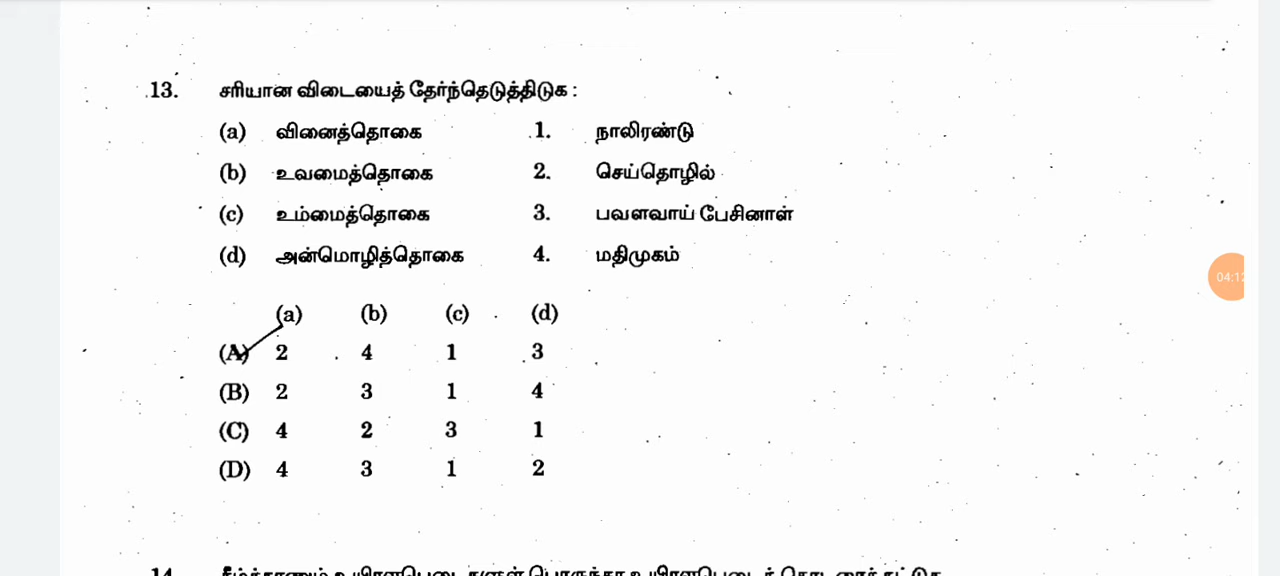 13. சரியான விடையைத் தேர்ந்தெடுத்திடுக :
(a) வினைத்தொகை 1. நாலிரண்டு
(b) உவமைத்தொகை 2. செய்தொழில்
(c) உம்மைத்தொகை 3. பவளவாய் பேசினாள்
(d) அன்மொழித்தொகை 4. மதிமுகம்
(a) (b) (c) (d)
(A) 2 4 1 3
(B) 2 3 1 4
(C) 4 2 3 1
(D) 4 3 1 2
14